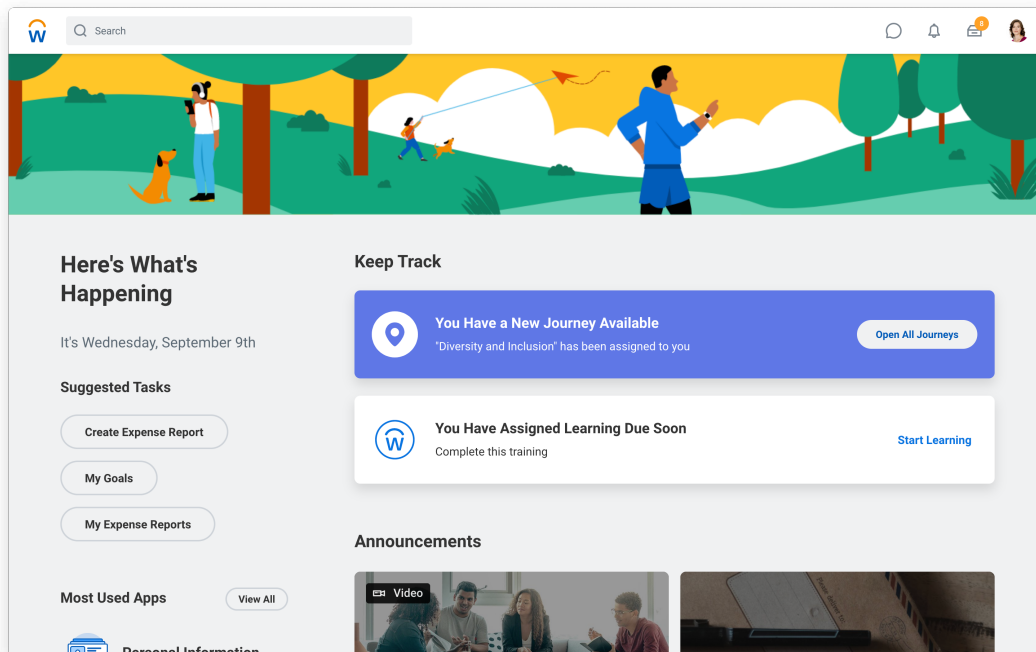 Search
8
Here's What's
Happening
It's Wednesday, September 9th
Suggested Tasks
Create Expense Report
My Goals
My Expense Reports
Most Used Apps
View All
Personal Information
Keep Track
You Have a New Journey Available
"Diversity and Inclusion" has been assigned to you
Open All Journeys
You Have Assigned Learning Due Soon
Complete this training
Start Learning
Announcements
Video